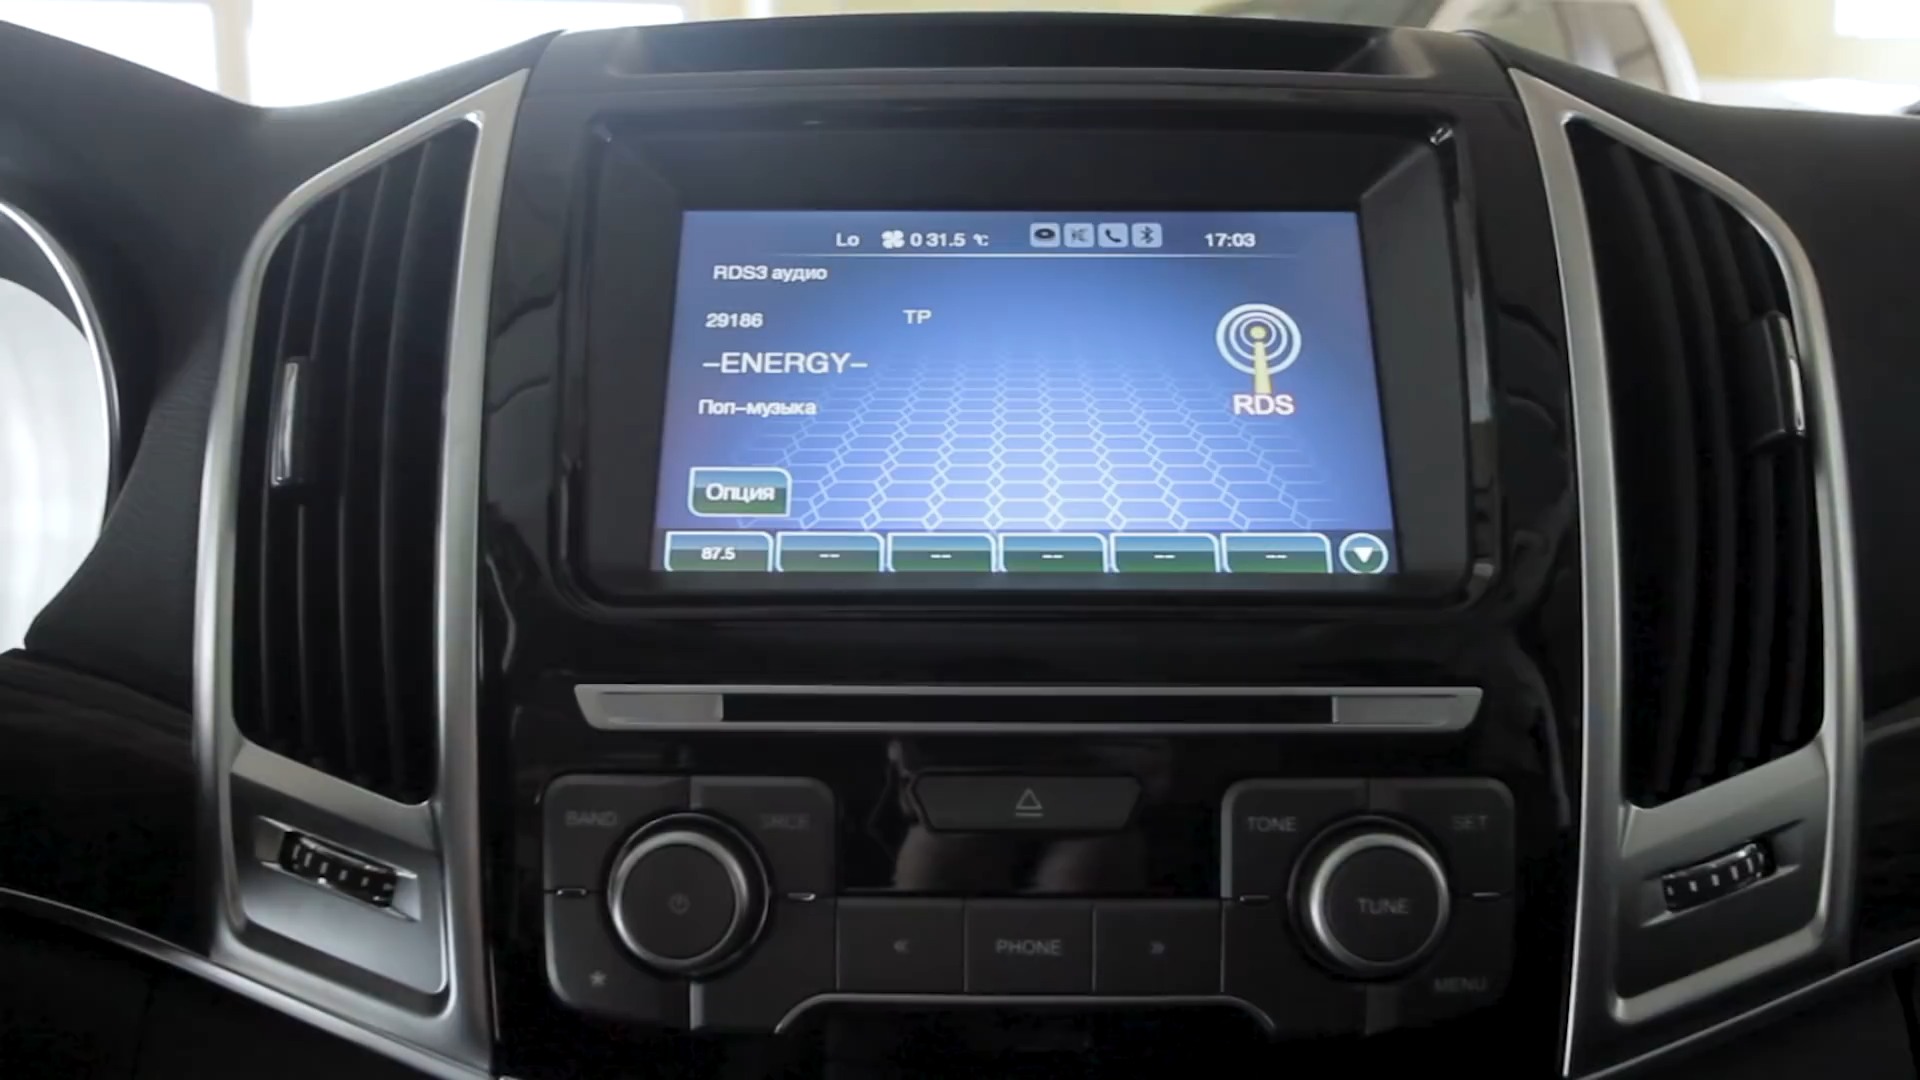 Lo 0 31.5 ℃ 17:03
RDS3 аудио
29186 TP
–ENERGY–
Поп–музыка
RDS
Опция
87.5 -- -- -- -- --
BAND SRCE TONE SET
TUNE
« PHONE »
MENU